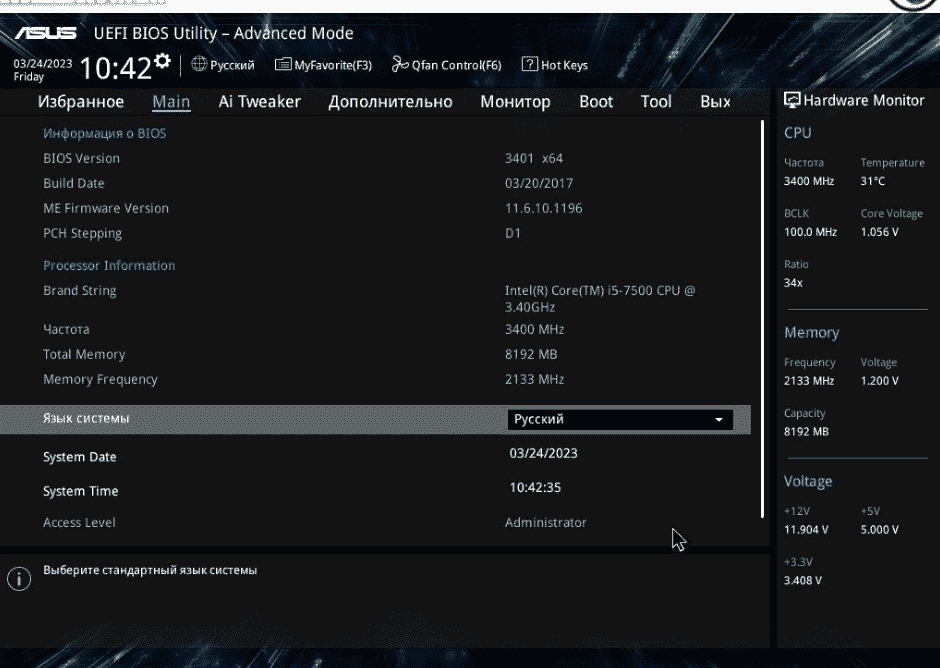 ASUS UEFI BIOS Utility – Advanced Mode
03/24/2023
Friday
10:42
Русский
MyFavorite(F3)
Qfan Control(F6)
Hot Keys
Избранное Main Ai Tweaker Дополнительно Монитор Boot Tool Вых
Информация о BIOS
BIOS Version 3401 x64
Build Date 03/20/2017
ME Firmware Version 11.6.10.1196
PCH Stepping D1
Processor Information
Brand String Intel(R) Core(TM) i5-7500 CPU @
3.40GHz
Частота 3400 MHz
Total Memory 8192 MB
Memory Frequency 2133 MHz
Язык системы Русский
System Date 03/24/2023
System Time 10:42:35
Access Level Administrator
Выберите стандартный язык системы
Hardware Monitor
CPU
Частота Temperature
3400 MHz 31°C
BCLK Core Voltage
100.0 MHz 1.056 V
Ratio
34x
Memory
Frequency Voltage
2133 MHz 1.200 V
Capacity
8192 MB
Voltage
+12V +5V
11.904 V 5.000 V
+3.3V
3.408 V